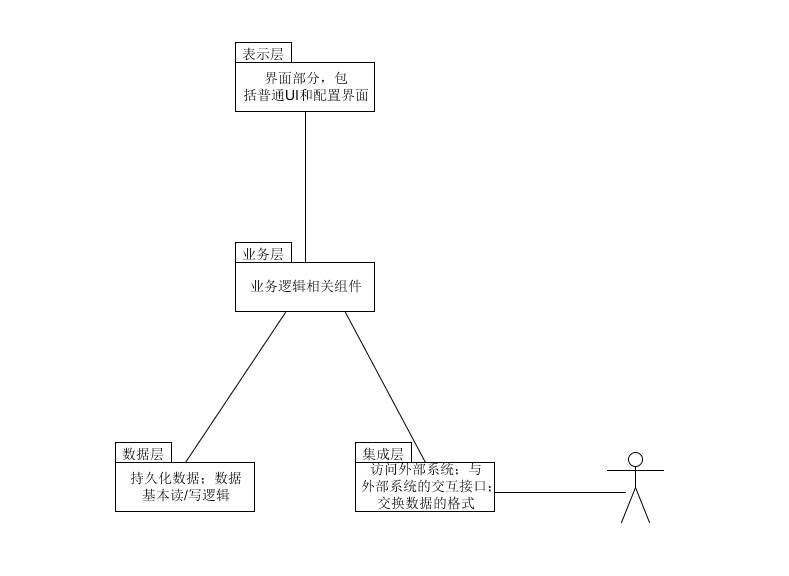 表示层
界面部分，包
括普通UI和配置界面
业务层
业务逻辑相关组件
数据层
持久化数据；数据
基本读/写逻辑
集成层
访问外部系统；与
外部系统的交互接口；
交换数据的格式